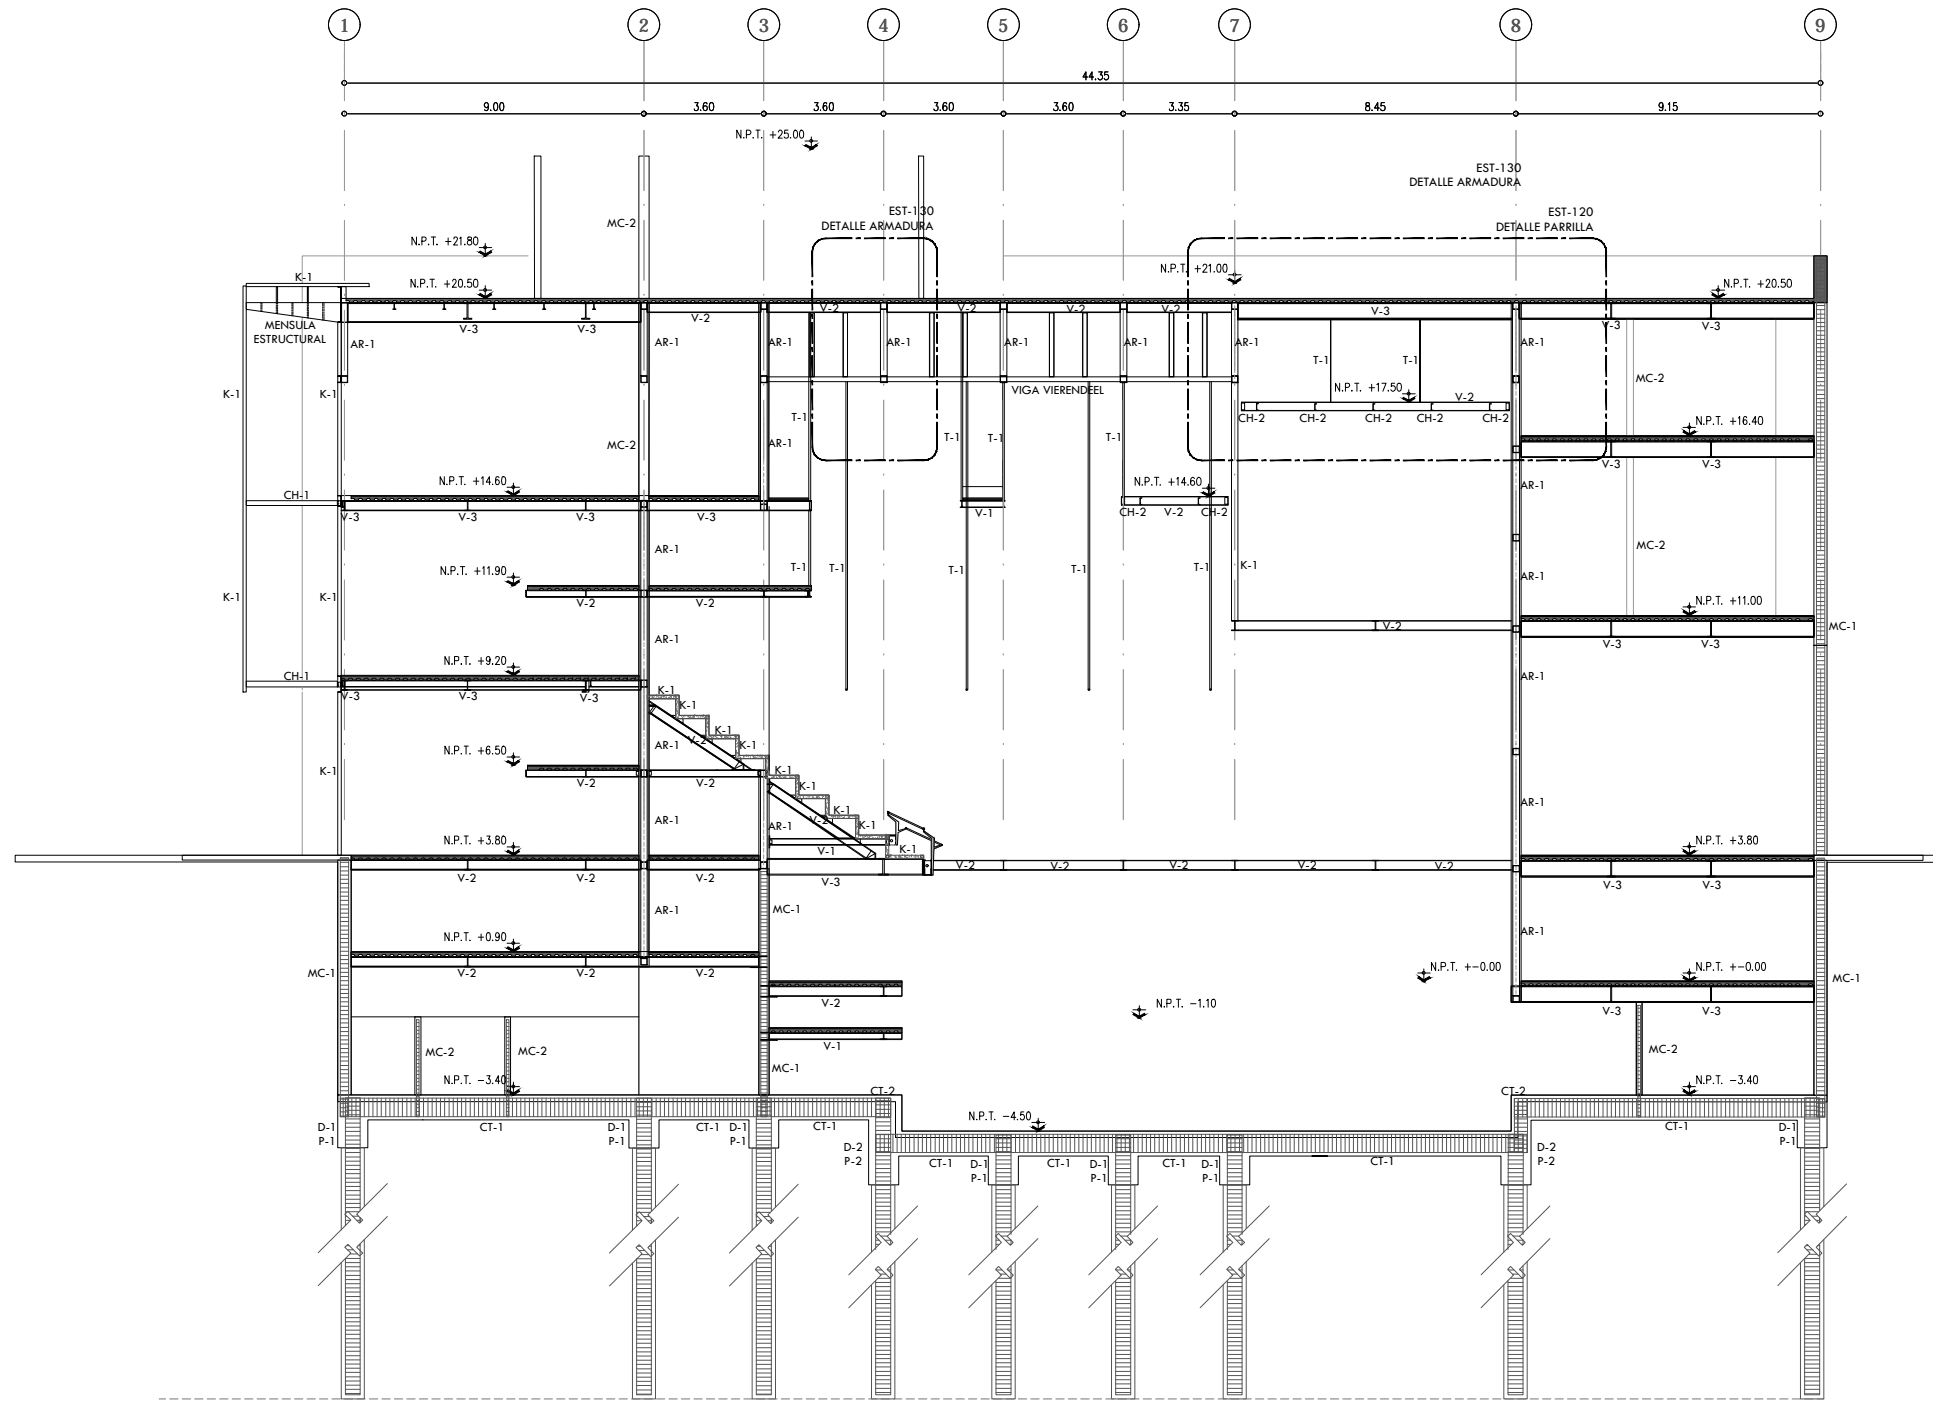 1 2 3 4 5 6 7 8 9
44.35
9.00 3.60 3.60 3.60 3.60 3.35 8.45 9.15
N.P.T. +25.00
EST-130
DETALLE ARMADURA
EST-130
DETALLE ARMADURA
EST-120
DETALLE PARRILLA
MC-2
N.P.T. +21.80
N.P.T. +21.00
K-1
N.P.T. +20.50
N.P.T. +20.50
MENSULA
ESTRUCTURAL
V-3 V-3 V-2 V-2 V-2 V-2 V-2 V-3 V-3 V-3
AR-1 AR-1 AR-1 AR-1 AR-1 AR-1 AR-1 AR-1
T-1 T-1
MC-2
VIGA VIERENDEEL
N.P.T. +17.50
V-2
K-1 K-1
CH-2 CH-2 CH-2 CH-2 CH-2
T-1
N.P.T. +16.40
MC-2 AR-1 T-1 T-1 T-1
V-3 V-3
N.P.T. +14.60
N.P.T. +14.60
AR-1
CH-1
V-3 V-3 V-3 V-3
V-1
CH-2 V-2 CH-2
AR-1
MC-2
N.P.T. +11.90
T-1 T-1 T-1 T-1 T-1
K-1
AR-1
K-1 K-1
V-2 V-2
N.P.T. +11.00
AR-1
V-2
V-3 V-3
MC-1
N.P.T. +9.20
CH-1
V-3 V-3 V-3
AR-1
K-1
K-1
K-1
K-1
N.P.T. +6.50
AR-1 V-2
K-1
K-1
K-1
V-2 V-2
AR-1
K-1
K-1
AR-1 V-2
AR-1
N.P.T. +3.80
V-1
K-1
N.P.T. +3.80
V-2 V-2 V-2 V-3
V-2 V-2 V-2 V-2 V-2
V-3 V-3
AR-1 MC-1
AR-1
N.P.T. +0.90
V-2 V-2 V-2
MC-1
N.P.T. +-0.00
N.P.T. +-0.00
MC-1
V-2
N.P.T. -1.10
V-3 V-3
V-1
MC-2 MC-2
MC-2
MC-1
N.P.T. -3.40
N.P.T. -3.40
CT-2
CT-2
N.P.T. -4.50
D-1
P-1
CT-1
D-1
P-1
CT-1
D-1
P-1
CT-1
D-2
P-2
CT-1
D-1
P-1
CT-1
D-1
P-1
CT-1
D-1
P-1
CT-1
D-2
P-2
CT-1
D-1
P-1